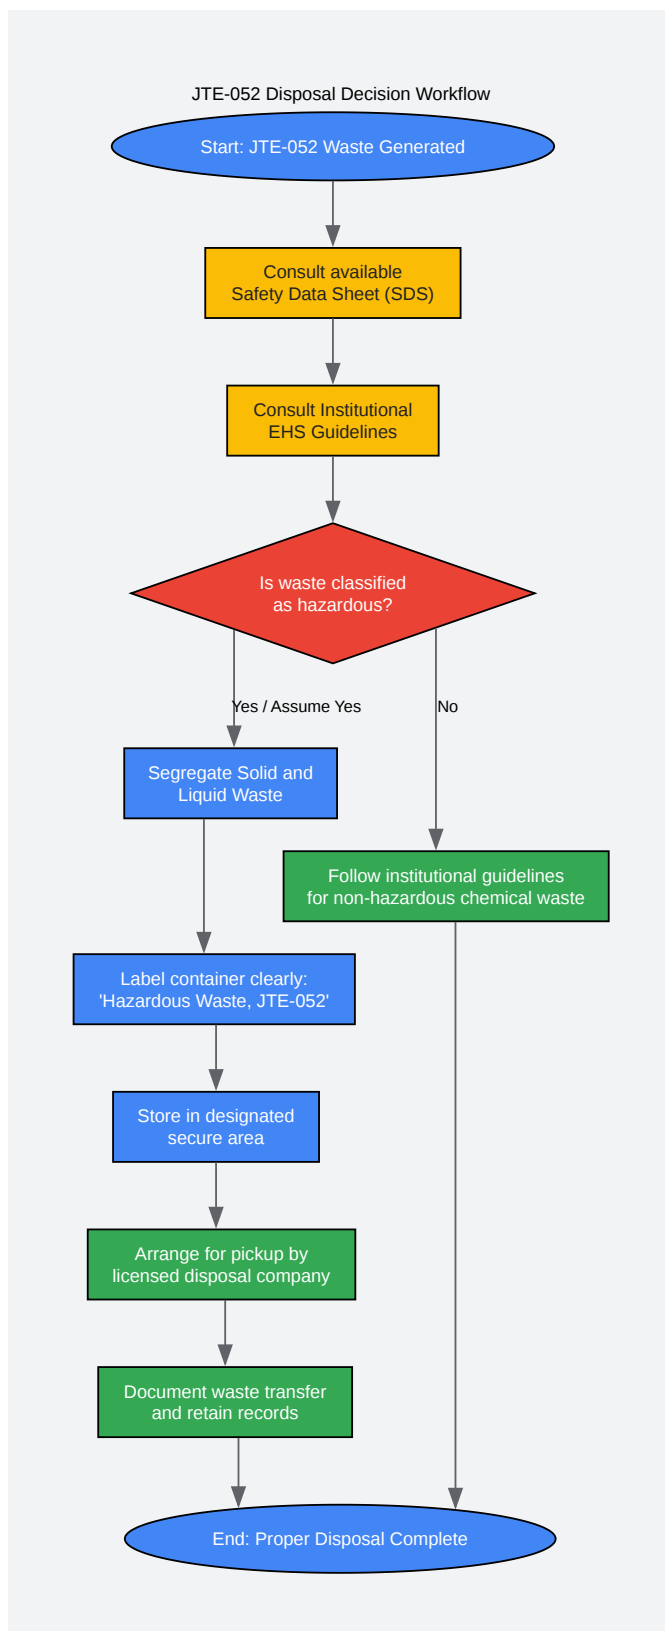 JTE-052 Disposal Decision Workflow
Start: JTE-052 Waste Generated
Consult available
Safety Data Sheet (SDS)
Consult Institutional
EHS Guidelines
Is waste classified
as hazardous?
Yes / Assume Yes
No
Segregate Solid and
Liquid Waste
Follow institutional guidelines
for non-hazardous chemical waste
Label container clearly:
'Hazardous Waste, JTE-052'
Store in designated
secure area
Arrange for pickup by
licensed disposal company
Document waste transfer
and retain records
End: Proper Disposal Complete